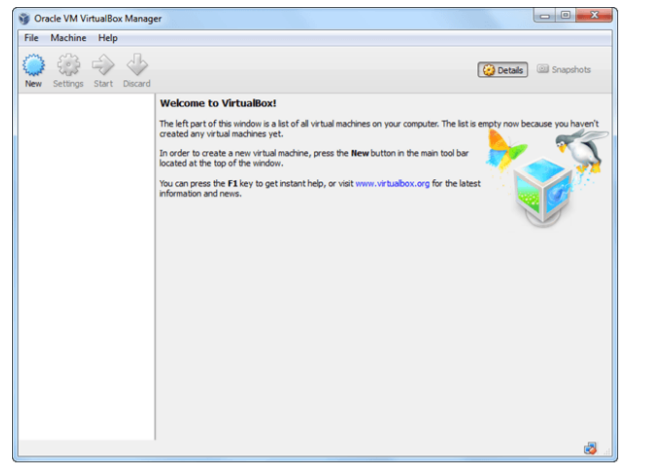 Oracle VM VirtualBox Manager
File Machine Help
New Settings Start Discard
Details Snapshots
Welcome to VirtualBox!
The left part of this window is a list of all virtual machines on your computer. The list is empty now because you haven't
created any virtual machines yet.
In order to create a new virtual machine, press the New button in the main tool bar
located at the top of the window.
You can press the F1 key to get instant help, or visit www.virtualbox.org for the latest
information and news.